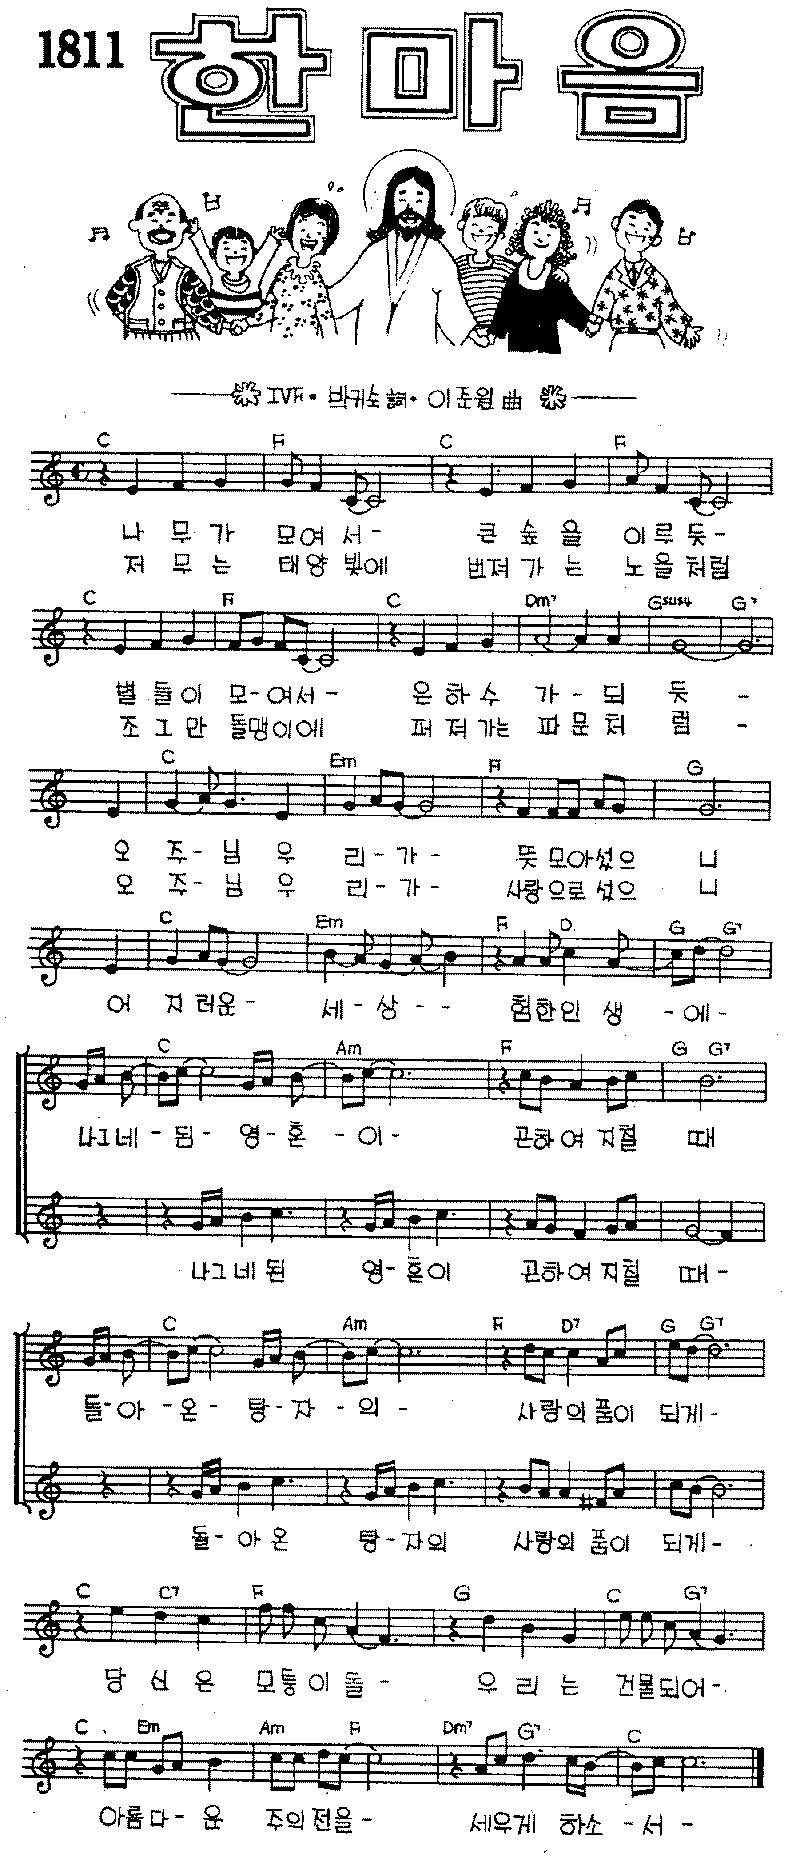 1811 한마음
IVF · 박귀소 詞 · 이준원 曲
C F C F
나 무 가 모여 서 - 큰 숲 을 이루 듯 -
저 무 는 태양 빛에 번져 가 는 노 을 처럼
C F C Dm7 Gsus4 G7
별 들 이 모 - 여서 - 은 하 수 가 - 되 듯 -
조 그 만 돌맹이에 퍼 져 가는 파 문 처 럼 -
C Em F G
오 주 - 님 우 리 - 가 - 뜻 모아 섰으 니
오 주 - 님 우 리 - 가 - 사랑으로 섰으 니
C Em F D G G7
어 지 러운 - 세 - 상 - - 험한인 생 - 에 -
C Am F G G7
나그네 - 된 - 영 - 혼 - 이 - 곤하여 지칠 때
나그네 된 영 - 혼이 곤하여 지칠 때 -
C Am F D7 G G7
돌 - 아 - 온 - 탕 - 자 - 의 - 사랑의 품이 되게 -
돌 - 아 온 탕 - 자의 사랑의 품이 되게 -
C C7 F G C G7
당 신 은 모퉁이 돌 - 우 리 는 건물되어 -
C Em Am F Dm7 G7 C
아름다 - 운 주의전을 - 세우게 하소 - 서 -